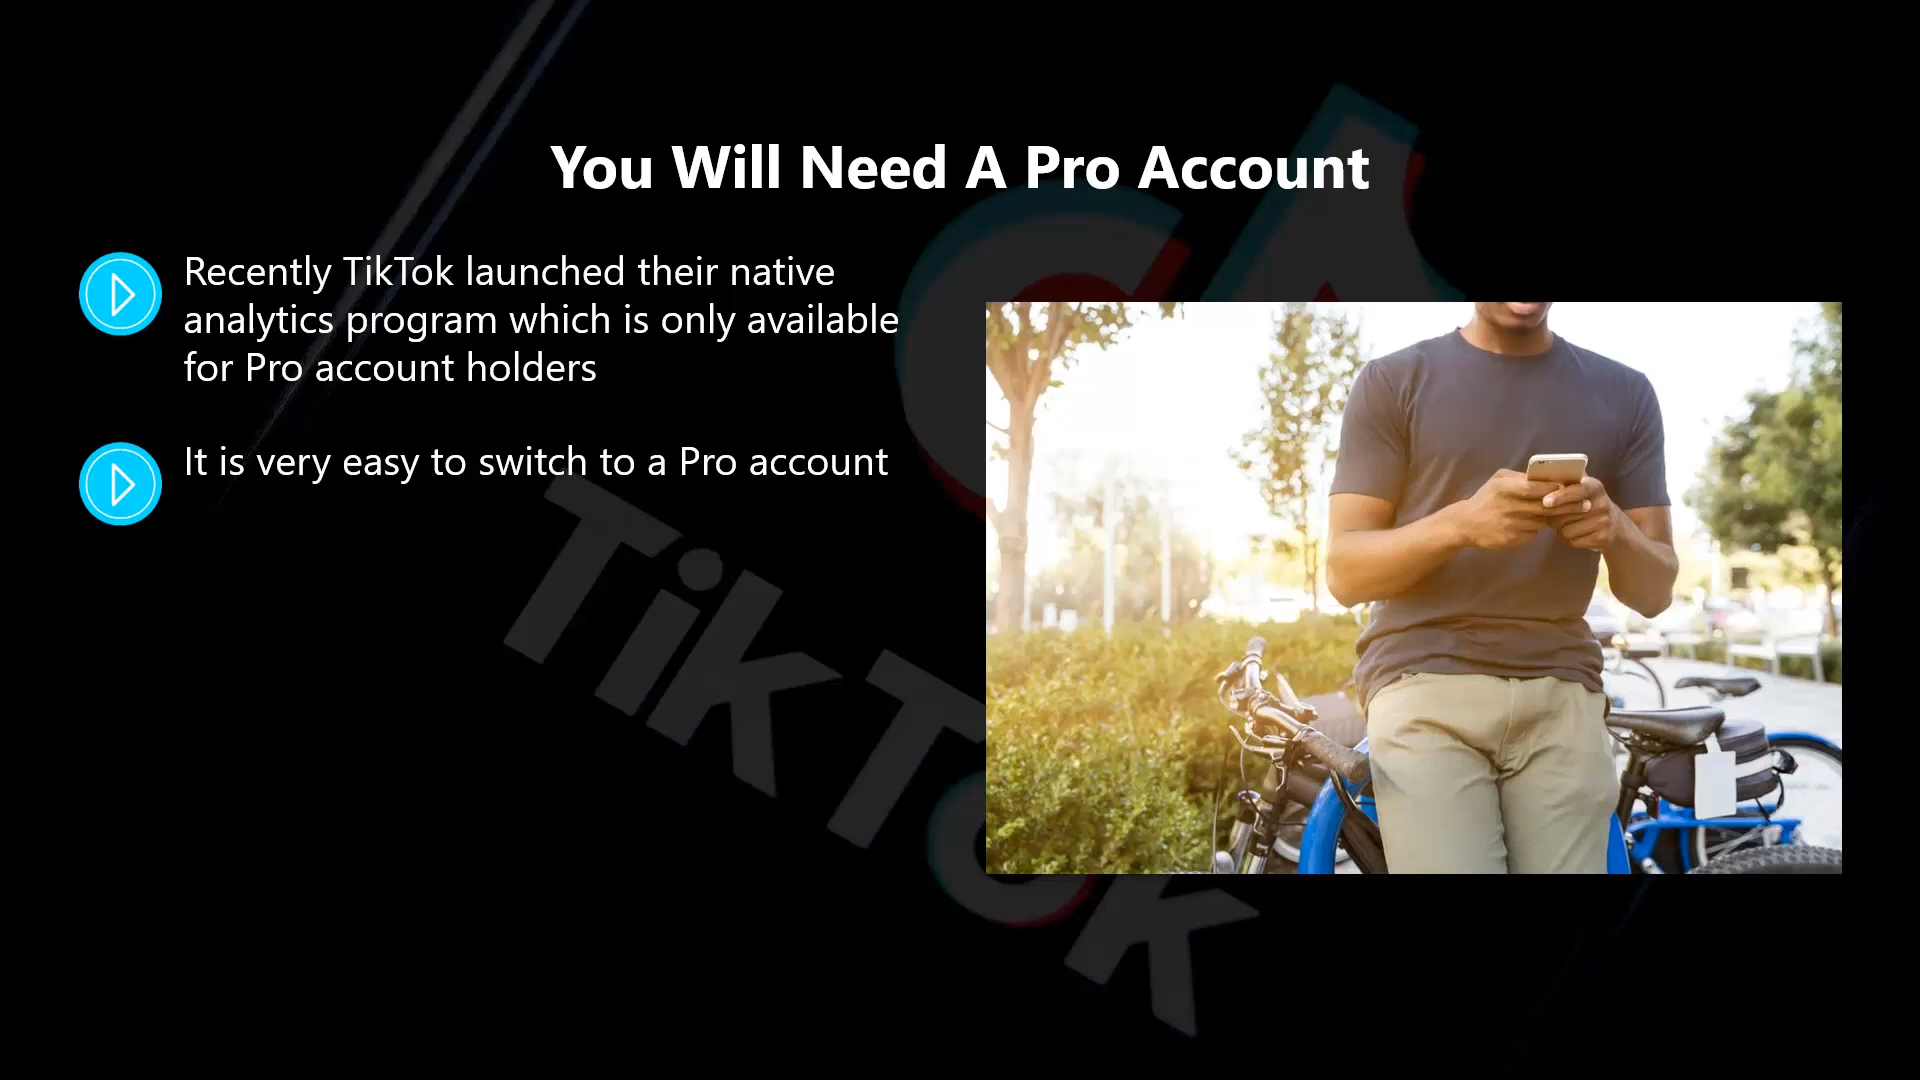 You Will Need A Pro Account
Recently TikTok launched their native
analytics program which is only available
for Pro account holders
It is very easy to switch to a Pro account
TikTok